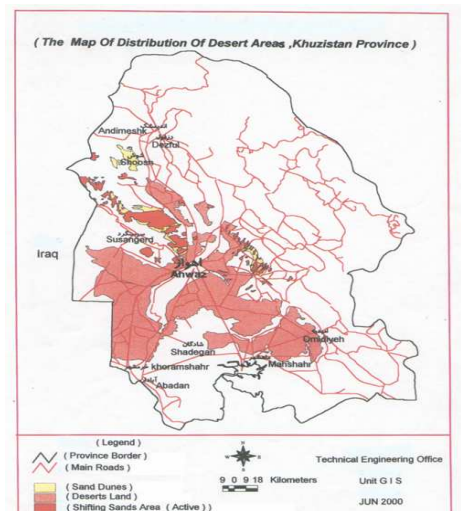 ( The Map Of Distribution Of Desert Areas ,Khuzistan Province )
Andimeshk
Dezful
Shoosh
Susangerd
Iraq
اهواز
Ahwaz
Omidiyeh
شادگان
Shadegan
Mahshahr
khoramshahr
آبادان
Abadan
( Legend )
( Province Border )
( Main Roads )
( Sand Dunes )
( Deserts Land )
( Shifting Sands Area ( Active ) )
9 0 9 18 Kilometers
Technical Engineering Office
Unit G I S
JUN 2000